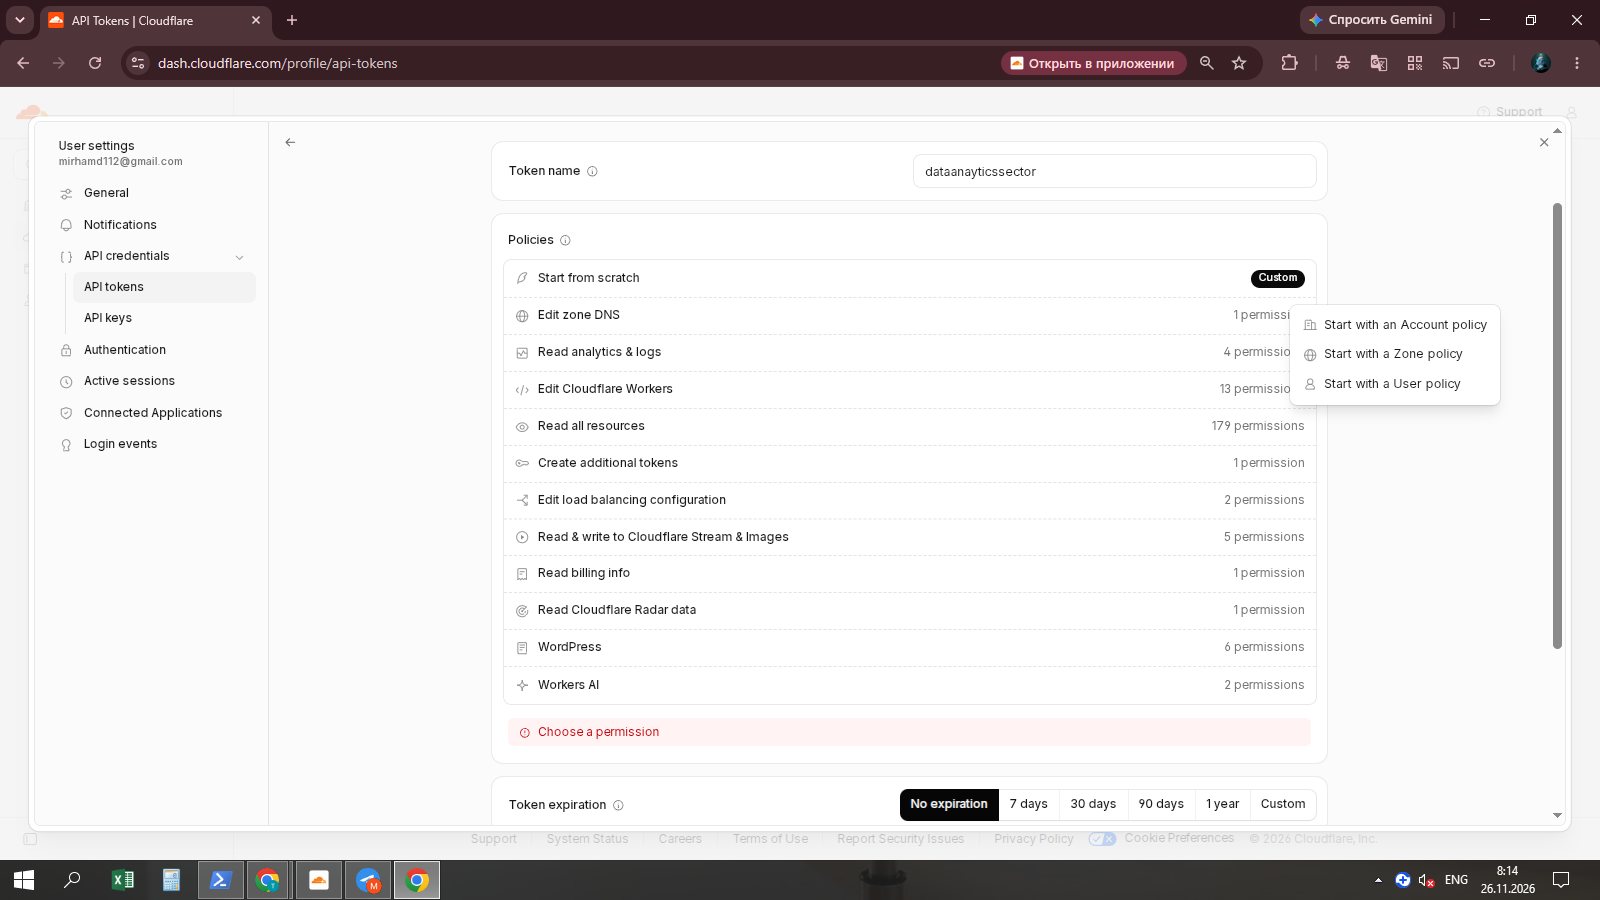 API Tokens | Cloudflare
Спросить Gemini
dash.cloudflare.com/profile/api-tokens
Открыть в приложении
Support
User settings
mirhamd112@gmail.com
General
Notifications
API credentials
API tokens
API keys
Authentication
Active sessions
Connected Applications
Login events
Token name
dataanayticssector
Policies
Start from scratch
Custom
Edit zone DNS
1 permissi
Read analytics & logs
4 permissio
Edit Cloudflare Workers
13 permissio
Read all resources
179 permissions
Create additional tokens
1 permission
Edit load balancing configuration
2 permissions
Read & write to Cloudflare Stream & Images
5 permissions
Read billing info
1 permission
Read Cloudflare Radar data
1 permission
WordPress
6 permissions
Workers AI
2 permissions
Start with an Account policy
Start with a Zone policy
Start with a User policy
Choose a permission
Token expiration
No expiration
7 days
30 days
90 days
1 year
Custom
Support
System Status
Careers
Terms of Use
Report Security Issues
Privacy Policy
Cookie Preferences
© 2026 Cloudflare, Inc.
ENG
8:14
26.11.2026